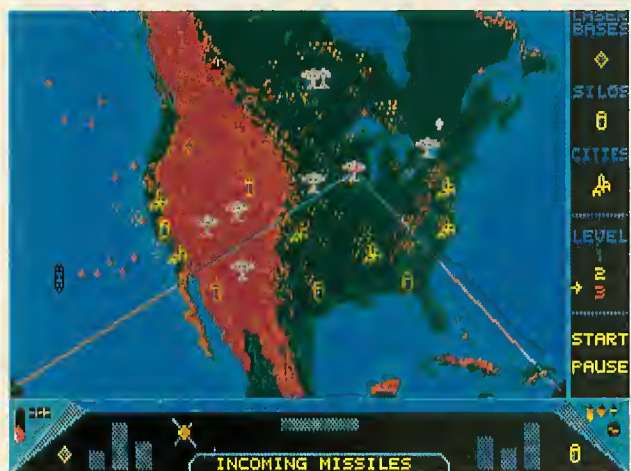 LASER
BASES
SILOS
CITIES
LEVEL
1
2
3
START
PAUSE
INCOMING MISSILES